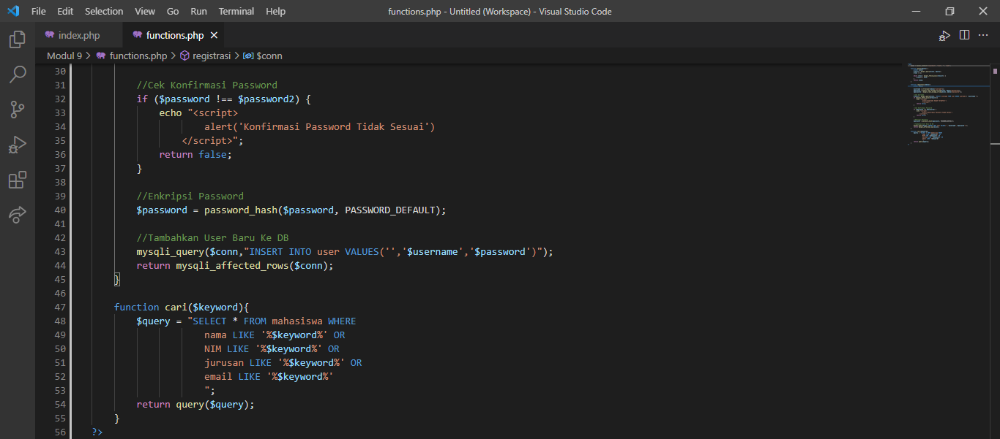 File Edit Selection View Go Run Terminal Help functions.php - Untitled (Workspace) - Visual Studio Code
index.php functions.php
Modul 9 > functions.php > registrasi > $conn
30
31 //Cek Konfirmasi Password
32 if ($password !== $password2) {
33 echo "<script>
34 alert('Konfirmasi Password Tidak Sesuai')
35 </script>";
36 return false;
37 }
38
39 //Enkripsi Password
40 $password = password_hash($password, PASSWORD_DEFAULT);
41
42 //Tambahkan User Baru Ke DB
43 mysqli_query($conn,"INSERT INTO user VALUES('','$username','$password')");
44 return mysqli_affected_rows($conn);
45 }
46
47 function cari($keyword){
48 $query = "SELECT * FROM mahasiswa WHERE
49 nama LIKE '%$keyword%' OR
50 NIM LIKE '%$keyword%' OR
51 jurusan LIKE '%$keyword%' OR
52 email LIKE '%$keyword%'
53 ";
54 return query($query);
55 }
56 ?>